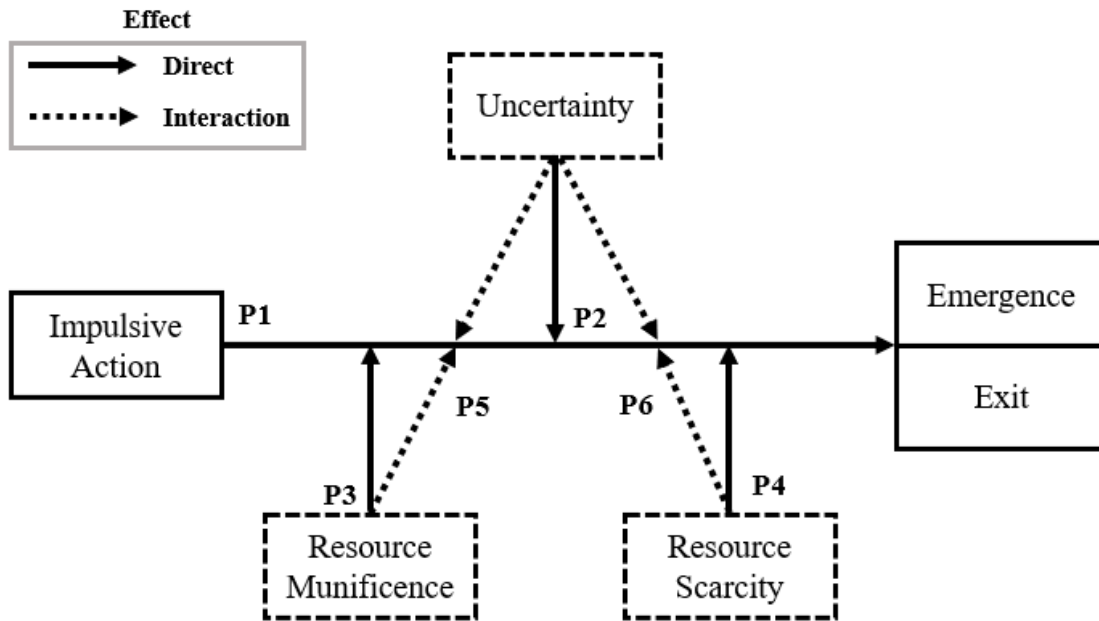 Effect
Direct
Interaction
Uncertainty
Impulsive
Action
P1
P2
Emergence
Exit
P5
P6
P3
P4
Resource
Munificence
Resource
Scarcity